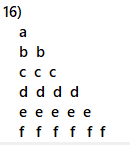 16)
a
b b
c c c
d d d d
e e e e e
f f f f f f